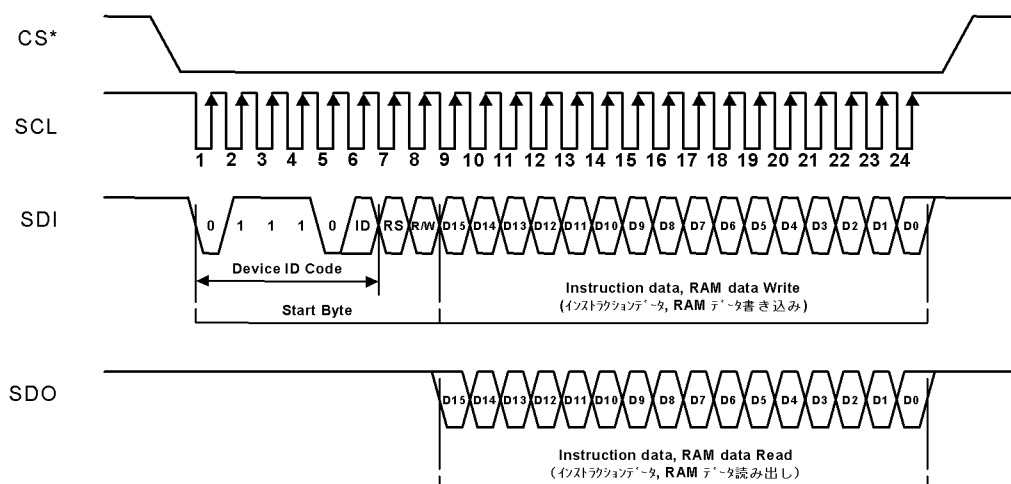 CS*
SCL
1 2 3 4 5 6 7 8 9 10 11 12 13 14 15 16 17 18 19 20 21 22 23 24
SDI
0 1 1 1 0 ID RS R/W D15 D14 D13 D12 D11 D10 D9 D8 D7 D6 D5 D4 D3 D2 D1 D0
Device ID Code
Instruction data, RAM data Write
(ｲﾝｽﾄﾗｸｼｮﾝﾃﾞｰﾀ, RAM ﾃﾞｰﾀ書き込み)
Start Byte
SDO
D15 D14 D13 D12 D11 D10 D9 D8 D7 D6 D5 D4 D3 D2 D1 D0
Instruction data, RAM data Read
(ｲﾝｽﾄﾗｸｼｮﾝﾃﾞｰﾀ, RAM ﾃﾞｰﾀ読み出し)